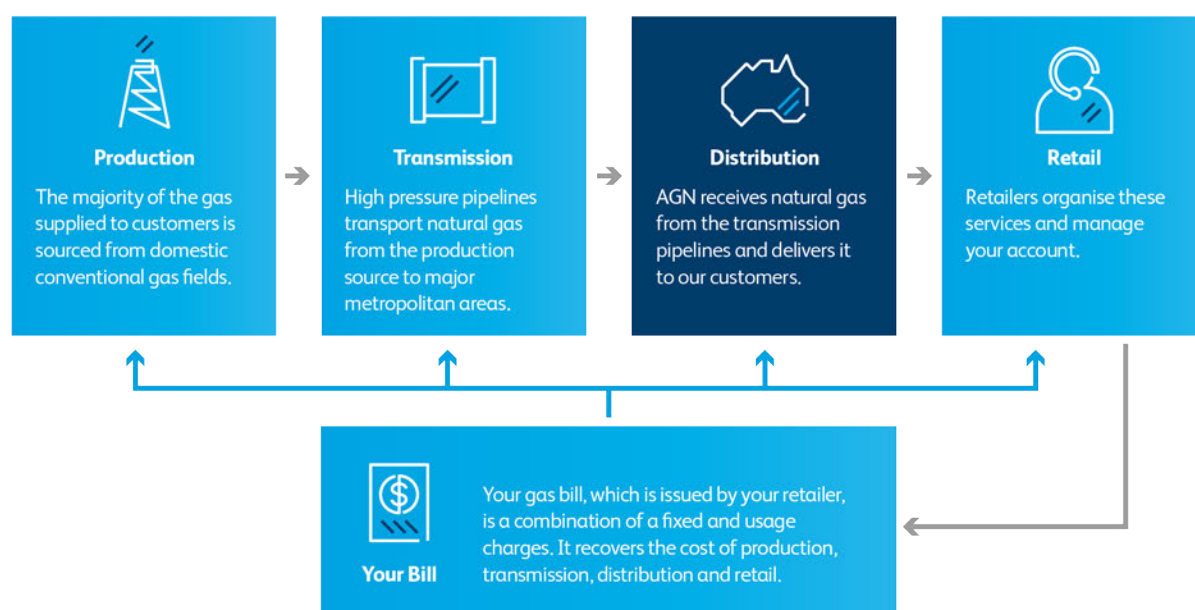 Production
The majority of the gas
supplied to customers is
sourced from domestic
conventional gas fields.
Transmission
High pressure pipelines
transport natural gas
from the production
source to major
metropolitan areas.
Distribution
AGN receives natural gas
from the transmission
pipelines and delivers it
to our customers.
Retail
Retailers organise these
services and manage
your account.
Your Bill
Your gas bill, which is issued by your retailer,
is a combination of a fixed and usage
charges. It recovers the cost of production,
transmission, distribution and retail.